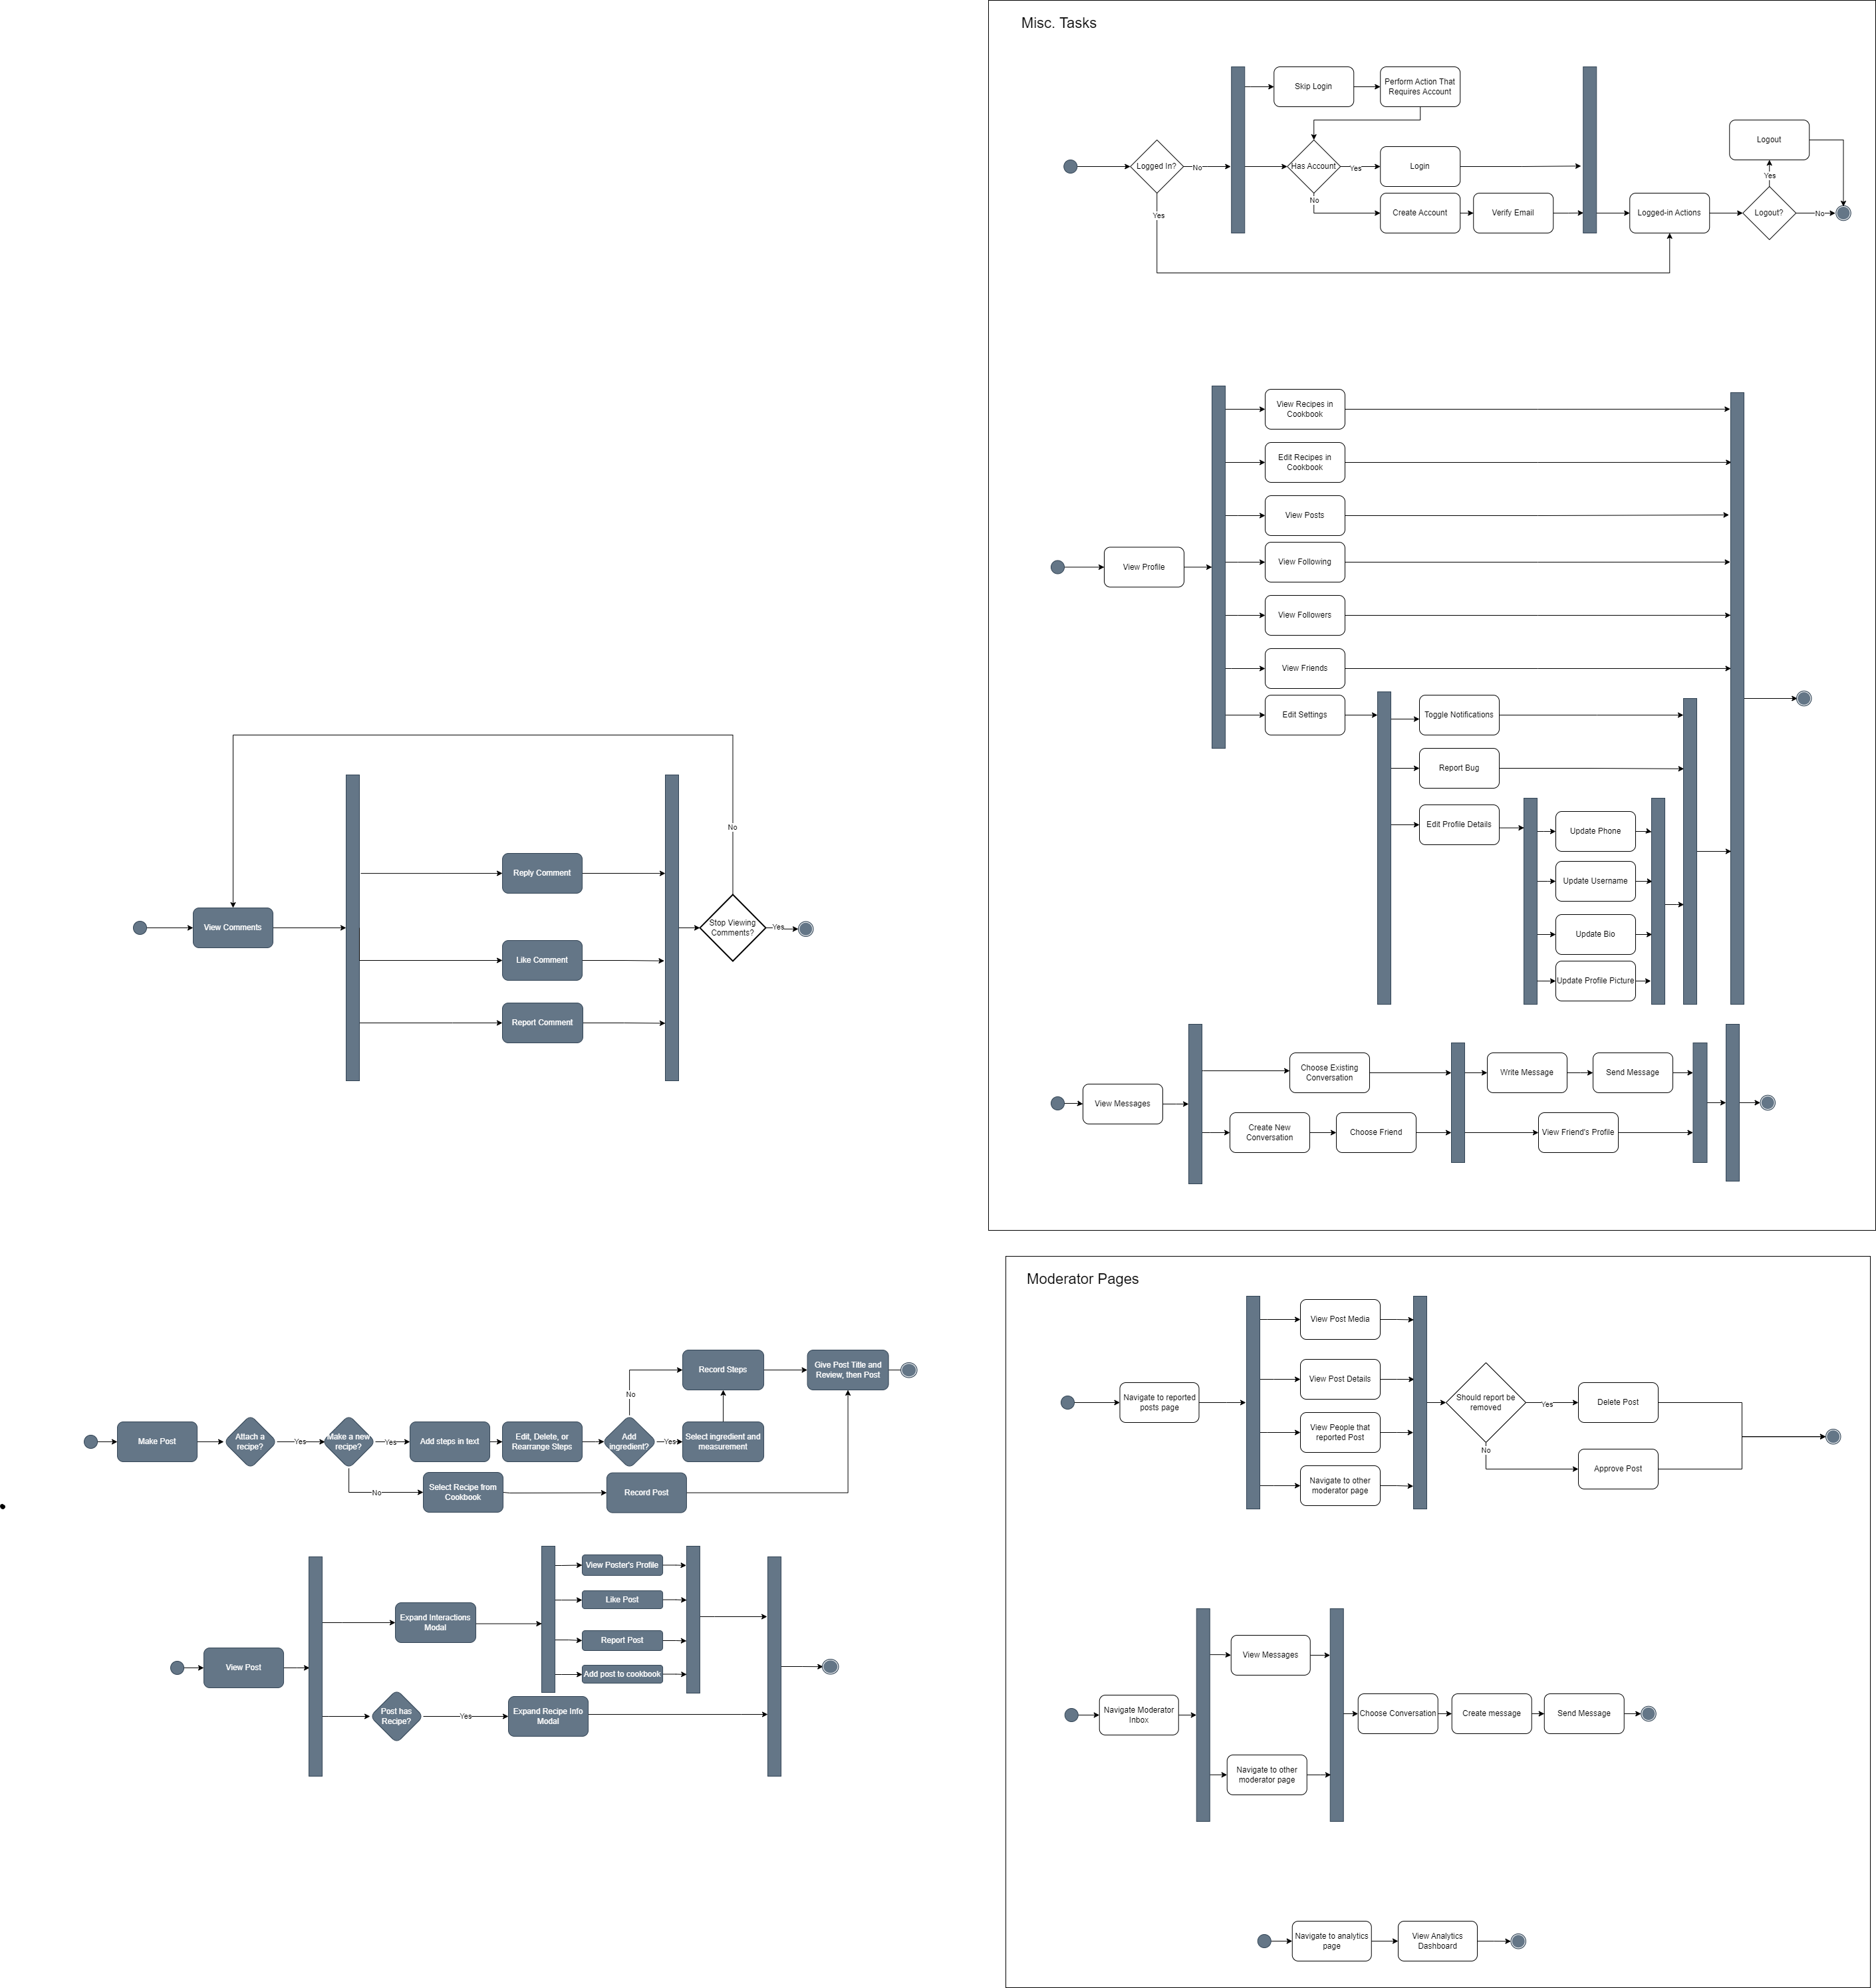 Misc. Tasks
Skip Login
Perform Action That
Requires Account
Logged In?
No
Has Account
Yes
Login
Logout
Yes
No
Create Account
Verify Email
Logged-in Actions
Logout?
No
Yes
View Recipes in
Cookbook
Edit Recipes in
Cookbook
View Posts
View Profile
View Following
View Followers
View Friends
Edit Settings
Toggle Notifications
Report Bug
Edit Profile Details
Update Phone
Update Username
Update Bio
Update Profile Picture
Choose Existing
Conversation
Write Message
Send Message
View Messages
Create New
Conversation
Choose Friend
View Friend's Profile
No
Reply Comment
View Comments
Stop Viewing
Comments?
Yes
Like Comment
Report Comment
Moderator Pages
View Post Media
View Post Details
Navigate to reported
posts page
Should report be
removed
Yes
Delete Post
View People that
reported Post
No
Approve Post
Navigate to other
moderator page
Record Steps
Give Post Title and
Review, then Post
No
Make Post
Attach a
recipe?
Yes
Make a new
recipe?
Yes
Add steps in text
Edit, Delete, or
Rearrange Steps
Add
ingredient?
Yes
Select ingredient and
measurement
No
Select Recipe from
Cookbook
Record Post
View Poster's Profile
Like Post
Expand Interactions
Modal
Report Post
View Post
Add post to cookbook
Post has
Recipe?
Yes
Expand Recipe Info
Modal
View Messages
Navigate Moderator
Inbox
Choose Conversation
Create message
Send Message
Navigate to other
moderator page
Navigate to analytics
page
View Analytics
Dashboard